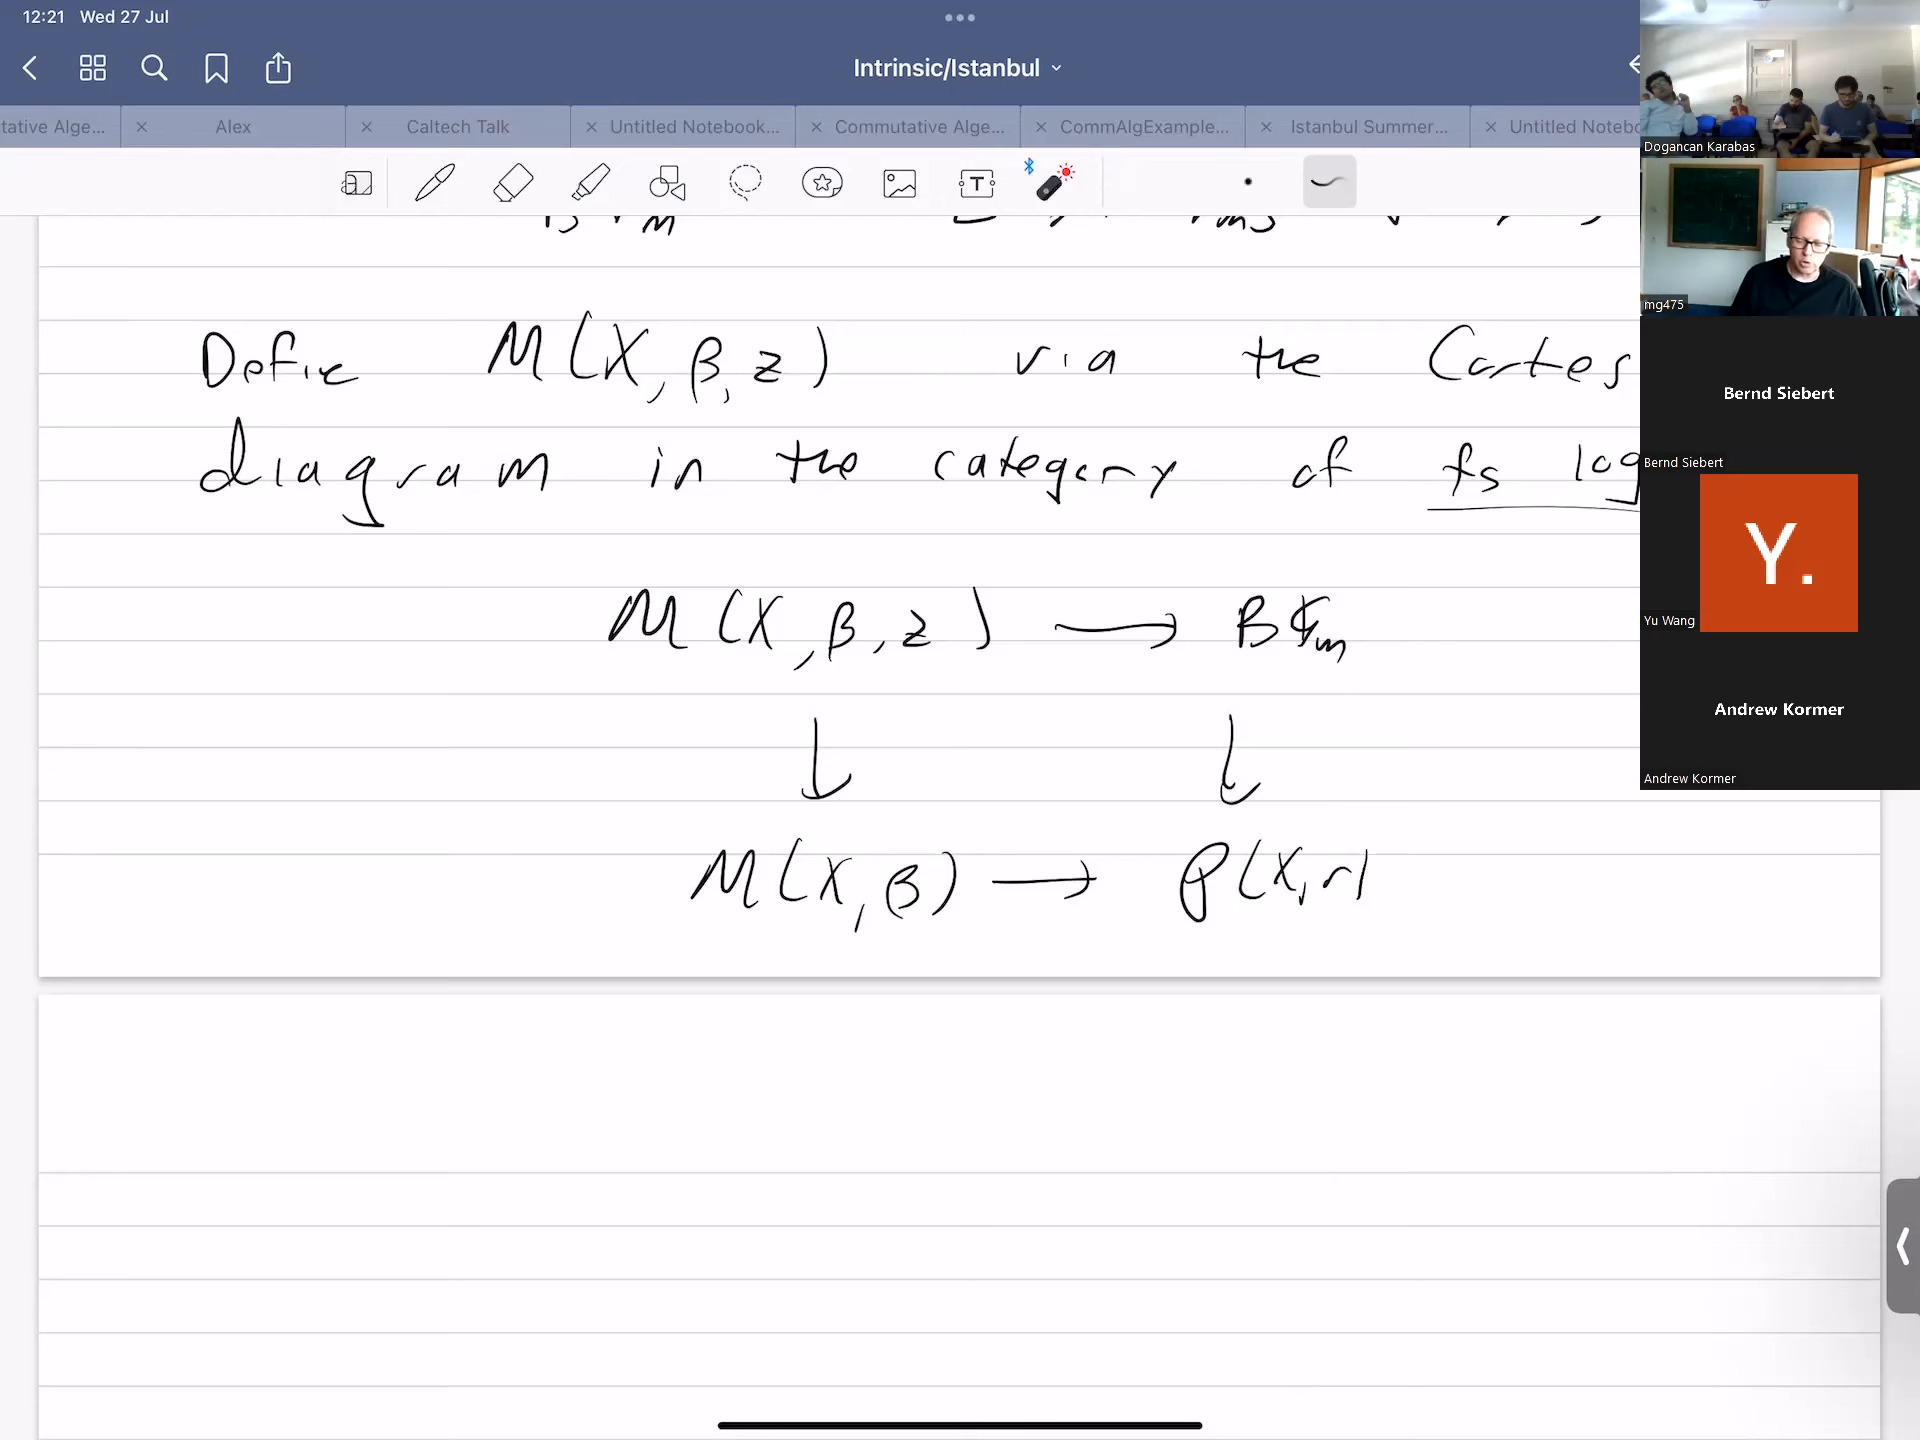 12:21 Wed 27 Jul
Intrinsic/Istanbul
tative Alge...
Alex
Caltech Talk
Untitled Notebook...
Commutative Alge...
CommAlgExample...
Istanbul Summer...
Untitled Notebo
Dogancan Karabas
mg475
Bernd Siebert
Bernd Siebert
Y.
Yu Wang
Andrew Kormer
Andrew Kormer
Define M(X, β, z) via the Cartes
diagram in the category of fs log
M(X, β, z) → BGm
↓ ↓
M(X, β) → P(X, r)